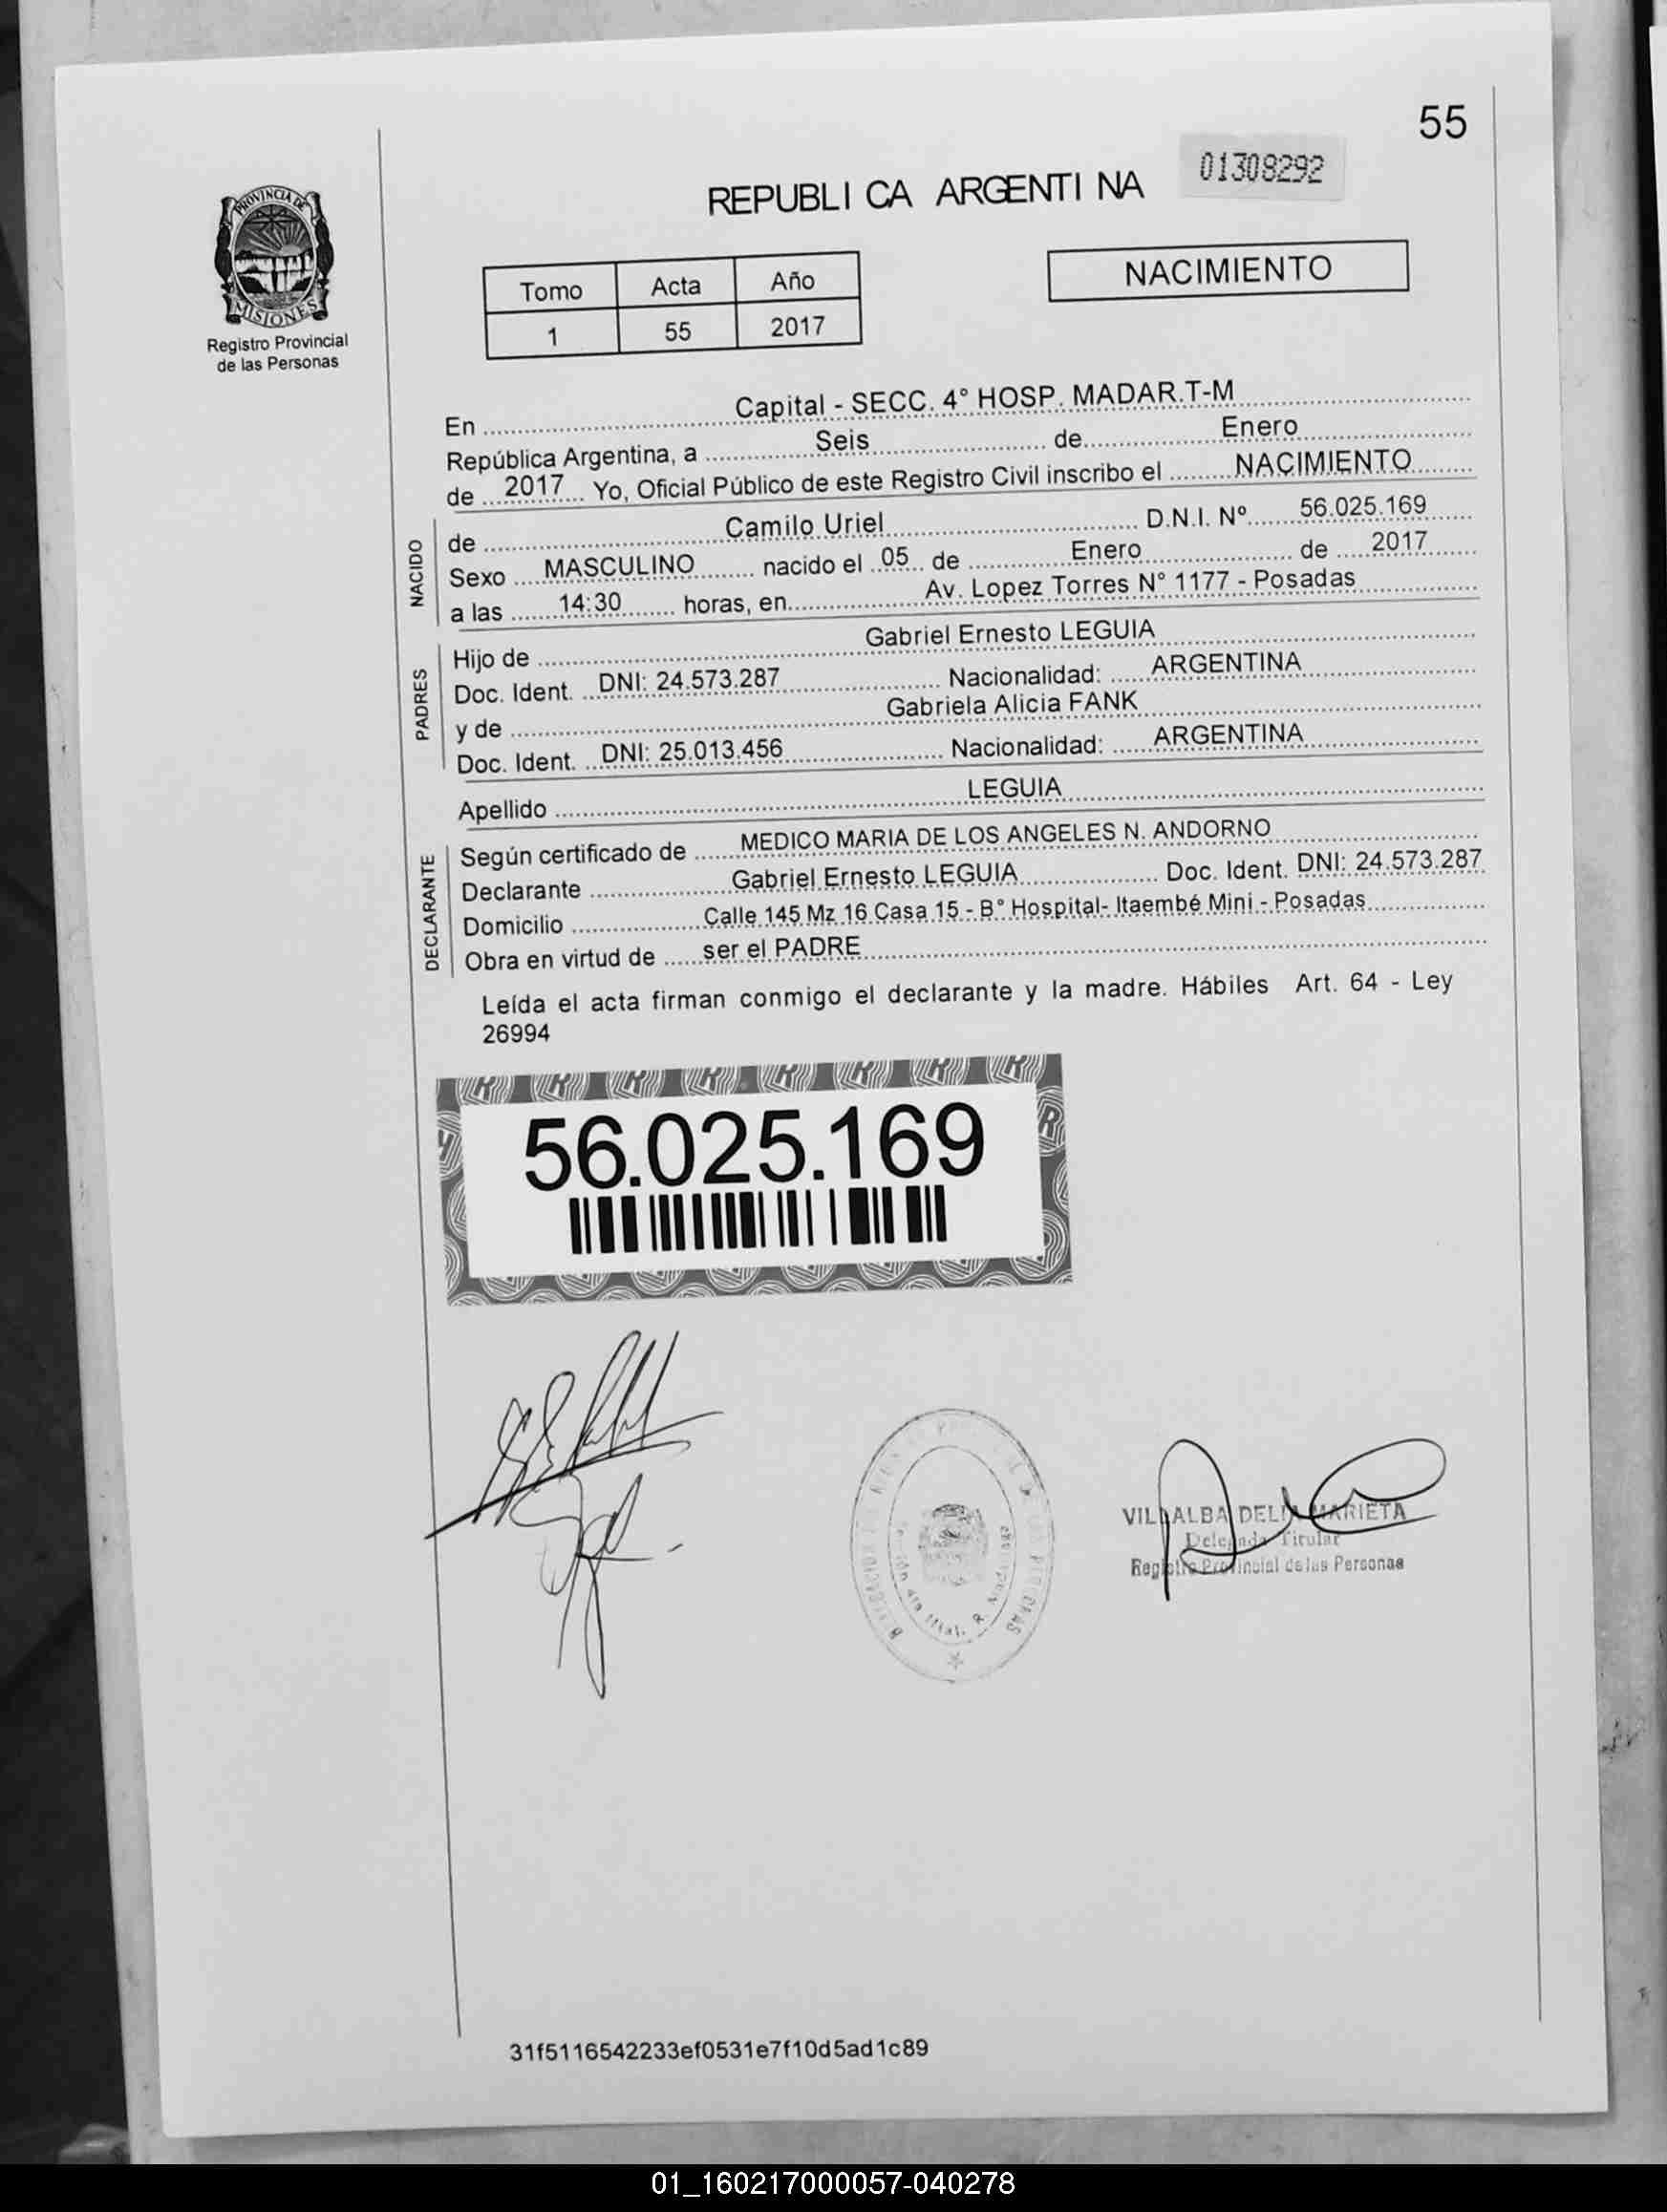 55
01308292
REPUBLICA ARGENTINA
PROVINCIA DE
MISIONES
Registro Provincial
de las Personas
Tomo Acta Año
1 55 2017
NACIMIENTO
En Capital - SECC. 4° HOSP. MADAR.T-M
República Argentina, a Seis de Enero
de 2017 Yo, Oficial Público de este Registro Civil inscribo el NACIMIENTO
NACIDO
de Camilo Uriel D.N.I. Nº 56.025.169
Sexo MASCULINO nacido el 05 de Enero de 2017
a las 14:30 horas, en Av. Lopez Torres N° 1177 - Posadas
PADRES
Hijo de Gabriel Ernesto LEGUIA
Doc. Ident. DNI: 24.573.287 Nacionalidad: ARGENTINA
y de Gabriela Alicia FANK
Doc. Ident. DNI: 25.013.456 Nacionalidad: ARGENTINA
Apellido LEGUIA
DECLARANTE
Según certificado de MEDICO MARIA DE LOS ANGELES N. ANDORNO
Declarante Gabriel Ernesto LEGUIA Doc. Ident. DNI: 24.573.287
Domicilio Calle 145 Mz 16 Casa 15 - B° Hospital- Itaembé Mini - Posadas
Obra en virtud de ser el PADRE
Leída el acta firman conmigo el declarante y la madre. Hábiles Art. 64 - Ley
26994
56.025.169
VILLALBA DELIA MARIETA
Delegada Titular
Registro Provincial de las Personas
31f5116542233ef0531e7f10d5ad1c89
01_160217000057-040278